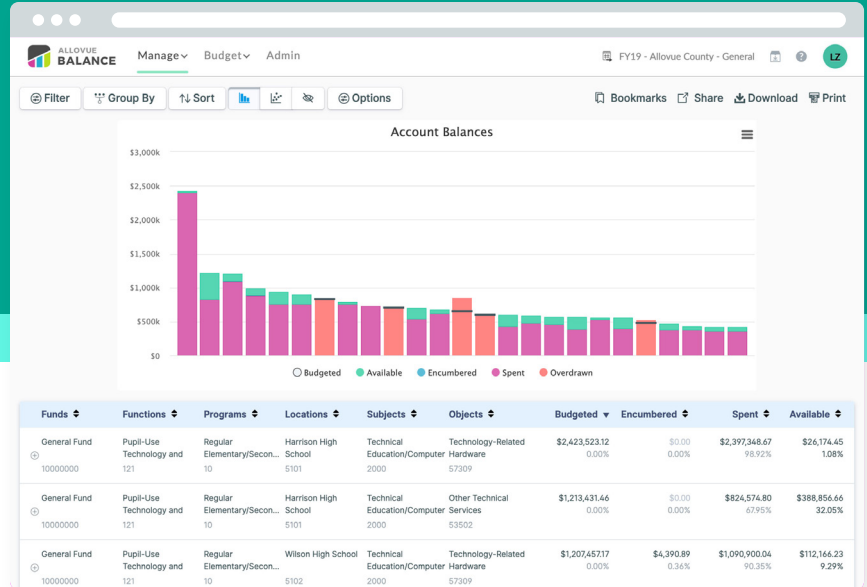 ALLOVUE
BALANCE
Manage
Budget
Admin
FY19 - Allovue County - General
?
LZ
Filter
Group By
Sort
Options
Bookmarks
Share
Download
Print
Account Balances
$3,000k
$2,500k
$2,000k
$1,500k
$1,000k
$500k
$0
Budgeted Available Encumbered Spent Overdrawn
Funds Functions Programs Locations Subjects Objects Budgeted Encumbered Spent Available
General Fund Pupil-Use Regular Harrison High Technical Technology-Related $2,423,523.12 $0.00 $2,397,348.67 $26,174.45
Technology and Elementary/Secon... School Education/Computer Hardware 0.00% 0.00% 98.92% 1.08%
10000000 121 10 5101 2000 57309
General Fund Pupil-Use Regular Harrison High Technical Other Technical $1,213,431.46 $0.00 $824,574.80 $388,856.66
Technology and Elementary/Secon... School Education/Computer Services 0.00% 0.00% 67.95% 32.05%
10000000 121 10 5101 2000 53502
General Fund Pupil-Use Regular Wilson High School Technical Technology-Related $1,207,457.17 $4,390.89 $1,090,900.04 $112,166.23
Technology and Elementary/Secon... Education/Computer Hardware 0.00% 0.36% 90.35% 9.29%
10000000 121 10 5102 2000 57309